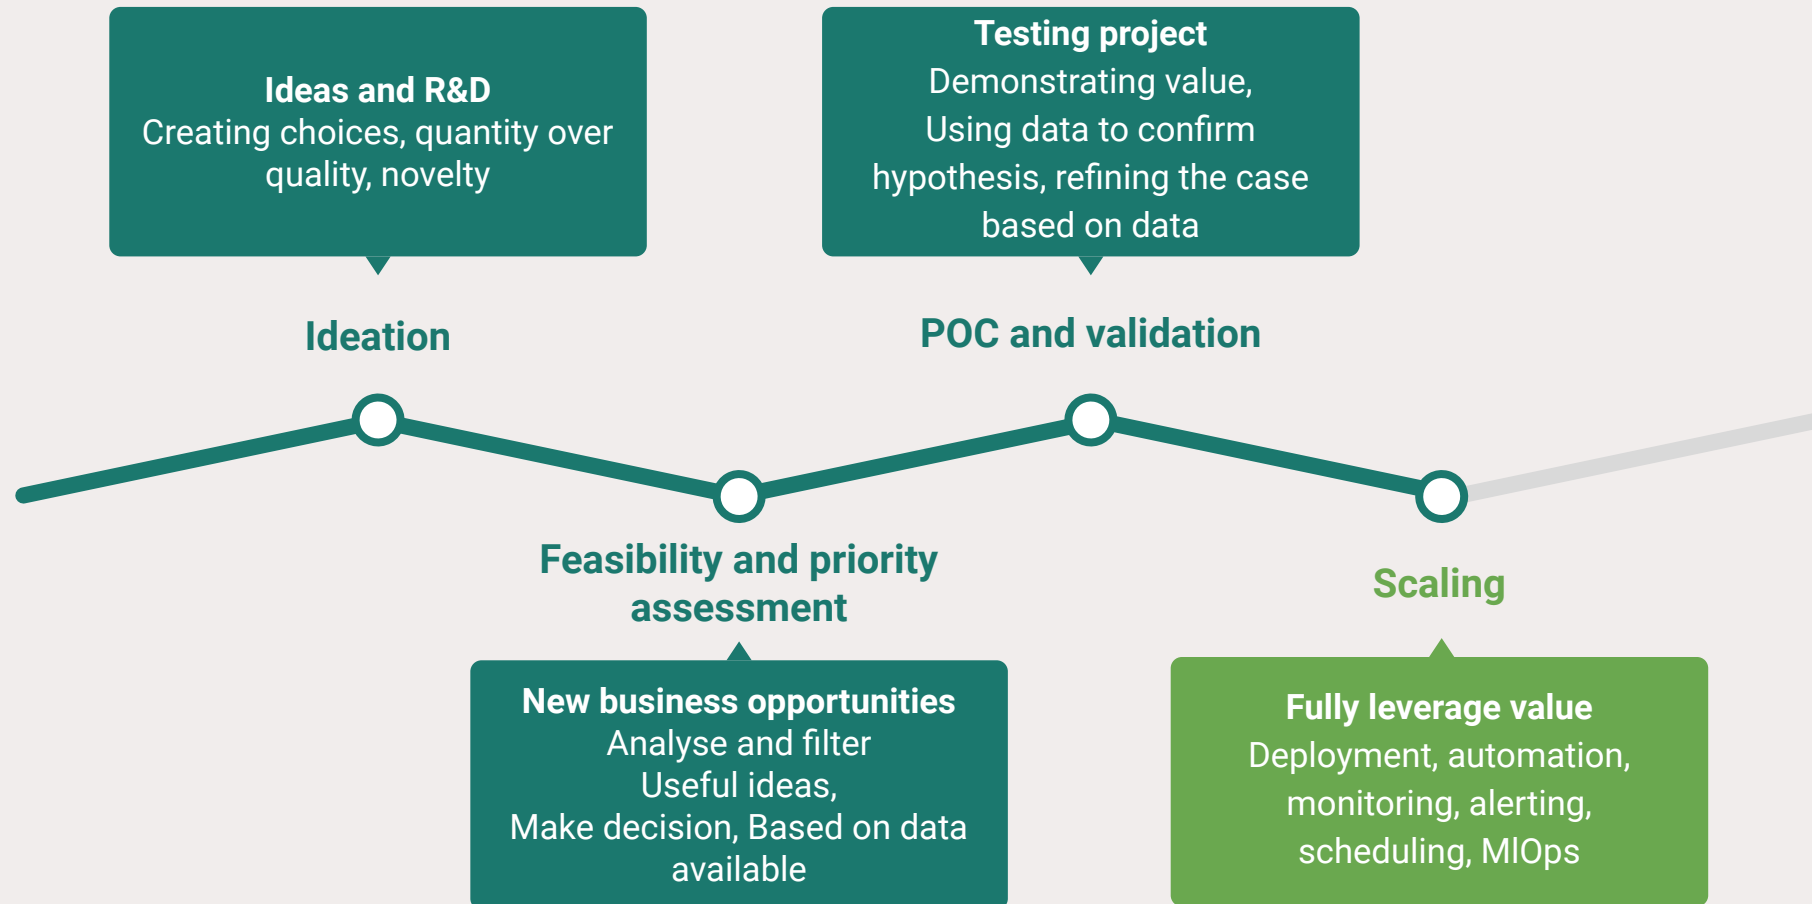 Ideas and R&D
Creating choices, quantity over
quality, novelty
Ideation
Testing project
Demonstrating value,
Using data to confirm
hypothesis, refining the case
based on data
POC and validation
Feasibility and priority
assessment
New business opportunities
Analyse and filter
Useful ideas,
Make decision, Based on data
available
Scaling
Fully leverage value
Deployment, automation,
monitoring, alerting,
scheduling, MlOps